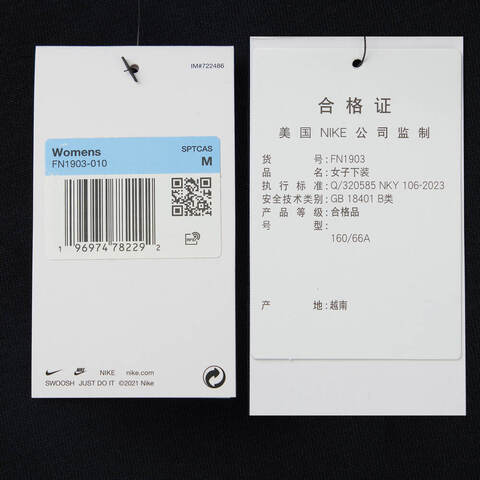 IM#722486
Womens
SPTCAS
FN1903-010
M
1 96974 78229 2
RFID
NIKE
NIKE nike.com
SWOOSH JUST DO IT ©2021 Nike
合格证
美国 NIKE 公司监制
货号:FN1903
品名:女子下装
执行标准:Q/320585 NKY 106-2023
安全技术类别:GB 18401 B类
产品等级:合格品
号型:
160/66A
产地:越南